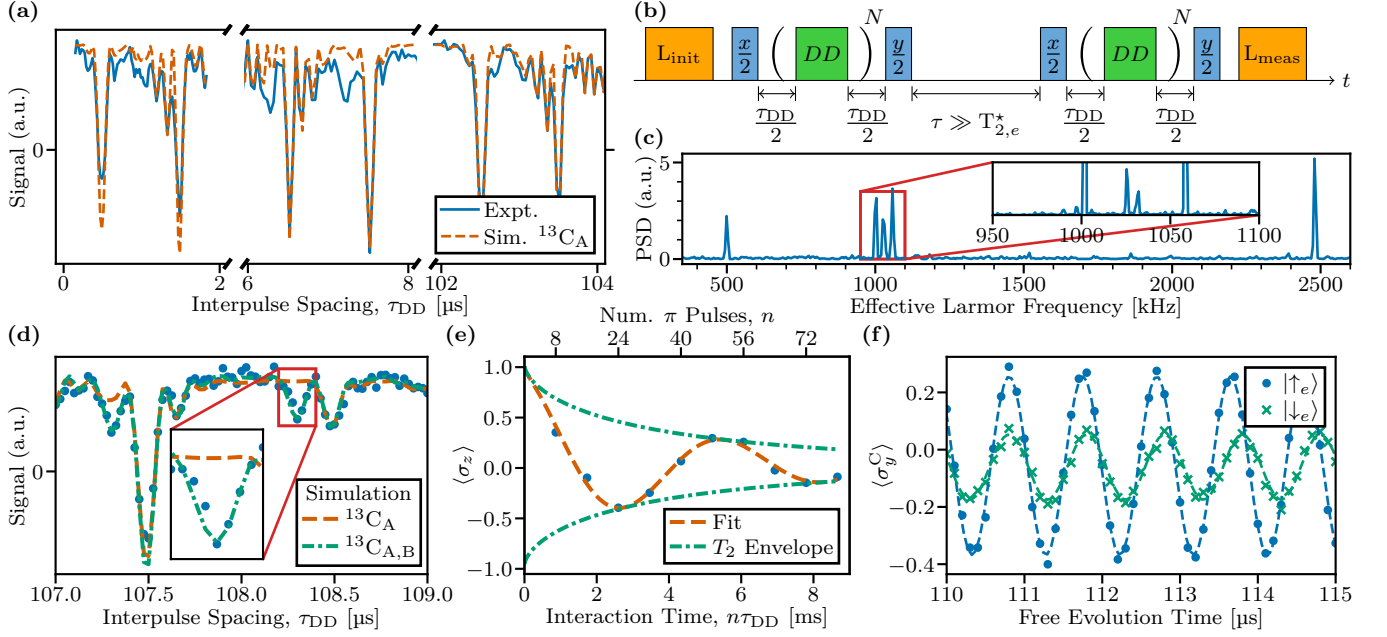 (a)
Signal (a.u.)
0
Expt.
Sim. ¹³C_A
0 2 6 8 102 104
Interpulse Spacing, τ_DD [µs]
(b)
N N
L_init x/2 ( DD ) y/2 x/2 ( DD ) y/2 L_meas
t
τ_DD/2 τ_DD/2 τ ≫ T⋆_2,e τ_DD/2 τ_DD/2
(c)
PSD (a.u.)
5
0
950 1000 1050 1100
500 1000 1500 2000 2500
Effective Larmor Frequency [kHz]
(d)
Signal (a.u.)
0
Simulation
¹³C_A
¹³C_A,B
107.0 107.5 108.0 108.5 109.0
Interpulse Spacing, τ_DD [µs]
(e)
Num. π Pulses, n
8 24 40 56 72
⟨σ_z⟩
1.0
0.5
0.0
−0.5
−1.0
Fit
T₂ Envelope
0 2 4 6 8
Interaction Time, nτ_DD [ms]
(f)
⟨σ_y^C⟩
0.2
0.0
−0.2
−0.4
|↑_e⟩
|↓_e⟩
110 111 112 113 114 115
Free Evolution Time [µs]